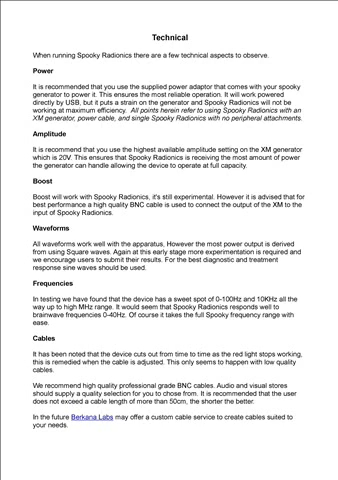 Technical
When running Spooky Radionics there are a few technical aspects to observe.
Power
It is recommended that you use the supplied power adaptor that comes with your spooky
generator to power it. This ensures the most reliable operation. It will work powered
directly by USB, but it puts a strain on the generator and Spooky Radionics will not be
working at maximum efficiency. All points herein refer to using Spooky Radionics with an
XM generator, power cable, and single Spooky Radionics with no peripheral attachments.
Amplitude
It is recommend that you use the highest available amplitude setting on the XM generator
which is 20V. This ensures that Spooky Radionics is receiving the most amount of power
the generator can handle allowing the device to operate at full capacity.
Boost
Boost will work with Spooky Radionics, it's still experimental. However it is advised that for
best performance a high quality BNC cable is used to connect the output of the XM to the
input of Spooky Radionics.
Waveforms
All waveforms work well with the apparatus, However the most power output is derived
from using Square waves. Again at this early stage more experimentation is required and
we encourage users to submit their results. For the best diagnostic and treatment
response sine waves should be used.
Frequencies
In testing we have found that the device has a sweet spot of 0-100Hz and 10KHz all the
way up to high MHz range. It would seem that Spooky Radionics responds well to
brainwave frequencies 0-40Hz. Of course it takes the full Spooky frequency range with
ease.
Cables
It has been noted that the device cuts out from time to time as the red light stops working,
this is remedied when the cable is adjusted. This only seems to happen with low quality
cables.
We recommend high quality professional grade BNC cables. Audio and visual stores
should supply a quality selection for you to chose from. It is recommended that the user
does not exceed a cable length of more than 50cm, the shorter the better.
In the future Berkana Labs may offer a custom cable service to create cables suited to
your needs.